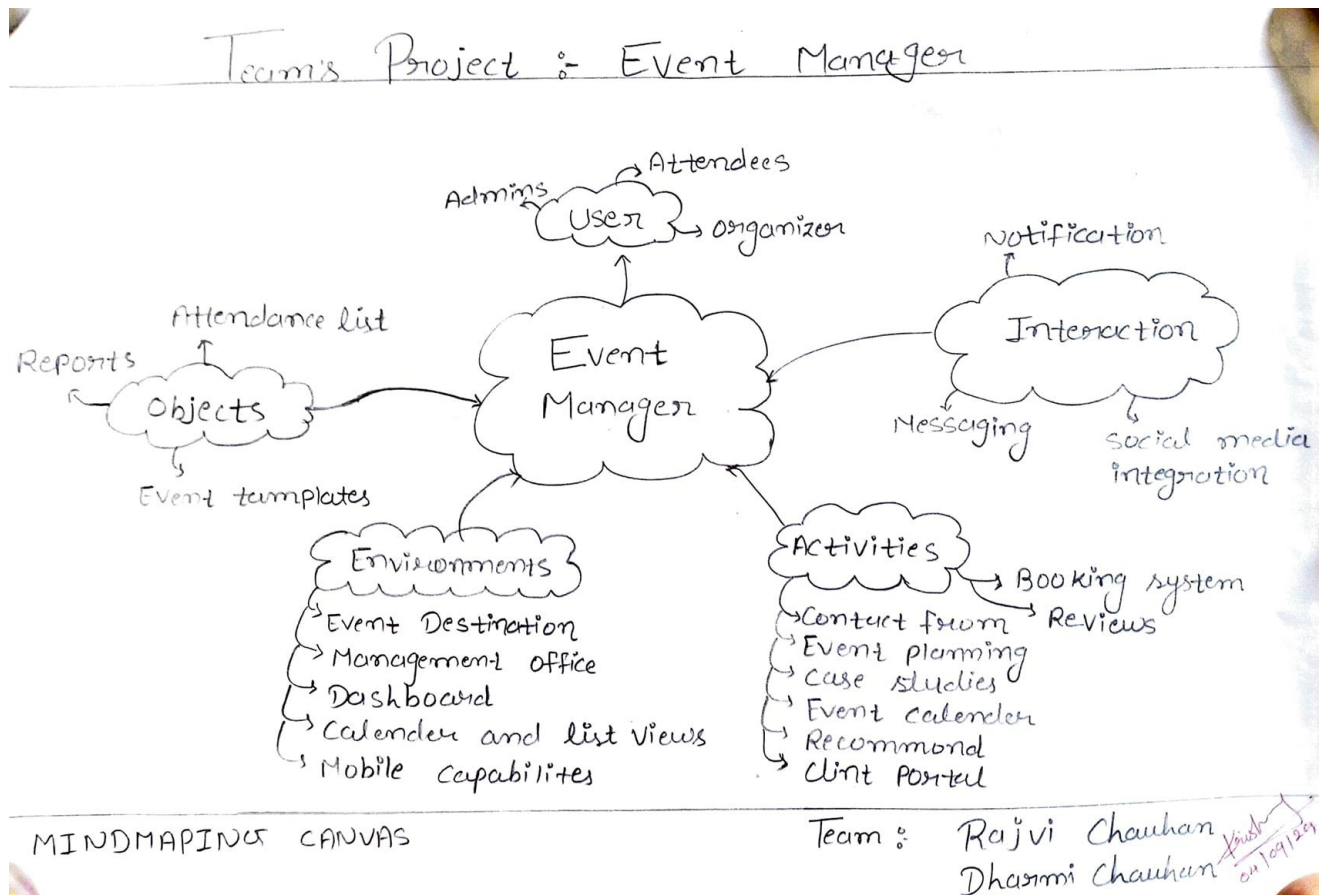 Team's Project :- Event Manager
Attendees
Admins
User
organizer
Notification
Interaction
Messaging
social media
integration
Attendance list
Reports
Objects
Event tamplates
Event
Manager
Environments
Event Destination
Management office
Dashboard
Calender and list views
Mobile capabilites
Activities
Booking system
Reviews
Contact from
Event planning
case studies
Event calender
Recommond
Clint Portal
MINDMAPING CANVAS
Team :
Rajvi Chauhan
Dharmi Chauhan